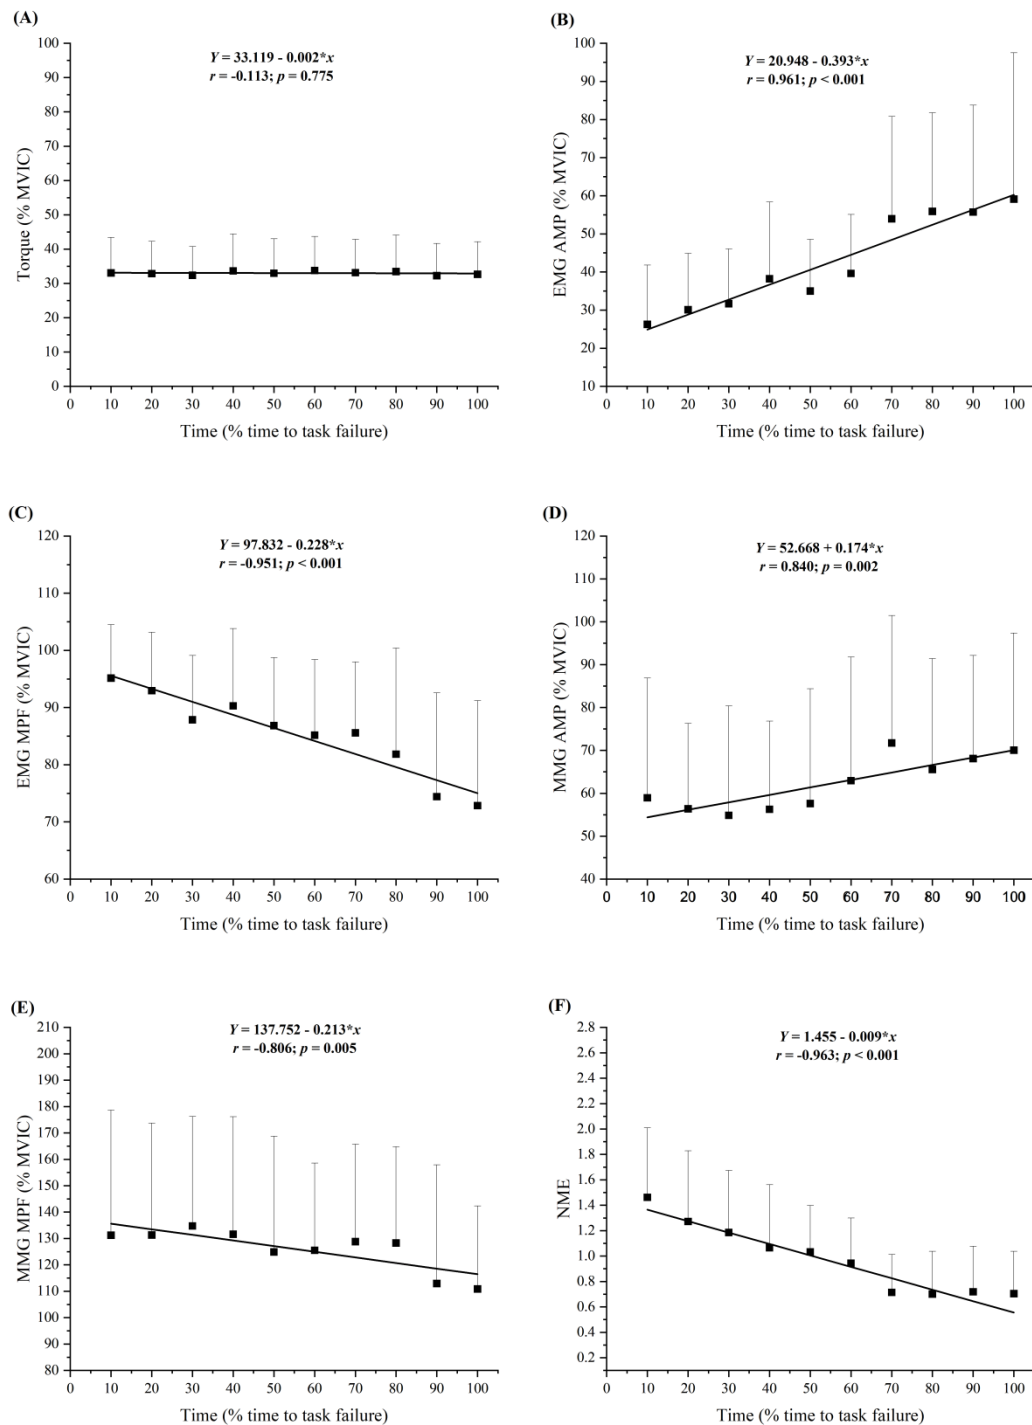 (A)
Y = 33.119 - 0.002*x
r = -0.113; p = 0.775
100
90
80
70
60
50
40
30
20
10
0
Torque (% MVIC)
0 10 20 30 40 50 60 70 80 90 100
Time (% time to task failure)
(B)
Y = 20.948 - 0.393*x
r = 0.961; p < 0.001
100
90
80
70
60
50
40
30
20
10
EMG AMP (% MVIC)
0 10 20 30 40 50 60 70 80 90 100
Time (% time to task failure)
(C)
Y = 97.832 - 0.228*x
r = -0.951; p < 0.001
120
110
100
90
80
70
60
EMG MPF (% MVIC)
0 10 20 30 40 50 60 70 80 90 100
Time (% time to task failure)
(D)
Y = 52.668 + 0.174*x
r = 0.840; p = 0.002
120
110
100
90
80
70
60
50
40
MMG AMP (% MVIC)
0 10 20 30 40 50 60 70 80 90 100
Time (% time to task failure)
(E)
Y = 137.752 - 0.213*x
r = -0.806; p = 0.005
210
200
190
180
170
160
150
140
130
120
110
100
90
80
MMG MPF (% MVIC)
0 10 20 30 40 50 60 70 80 90 100
Time (% time to task failure)
(F)
Y = 1.455 - 0.009*x
r = -0.963; p < 0.001
2.8
2.6
2.4
2.2
2.0
1.8
1.6
1.4
1.2
1.0
0.8
0.6
0.4
0.2
NME
0 10 20 30 40 50 60 70 80 90 100
Time (% time to task failure)